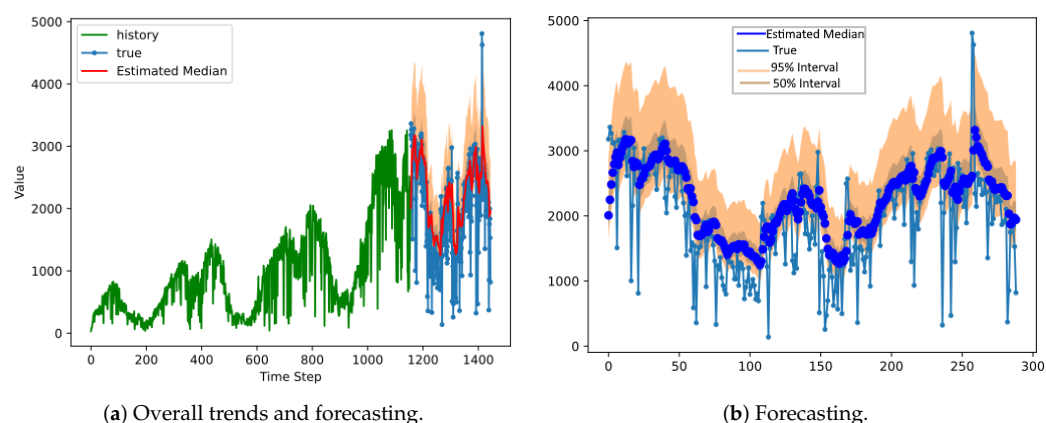 5000
4000
3000
2000
1000
0
Value
history
true
Estimated Median
0
200
400
600
800
1000
1200
1400
Time Step
(a) Overall trends and forecasting.
5000
4000
3000
2000
1000
0
Estimated Median
True
95% Interval
50% Interval
0
50
100
150
200
250
300
(b) Forecasting.